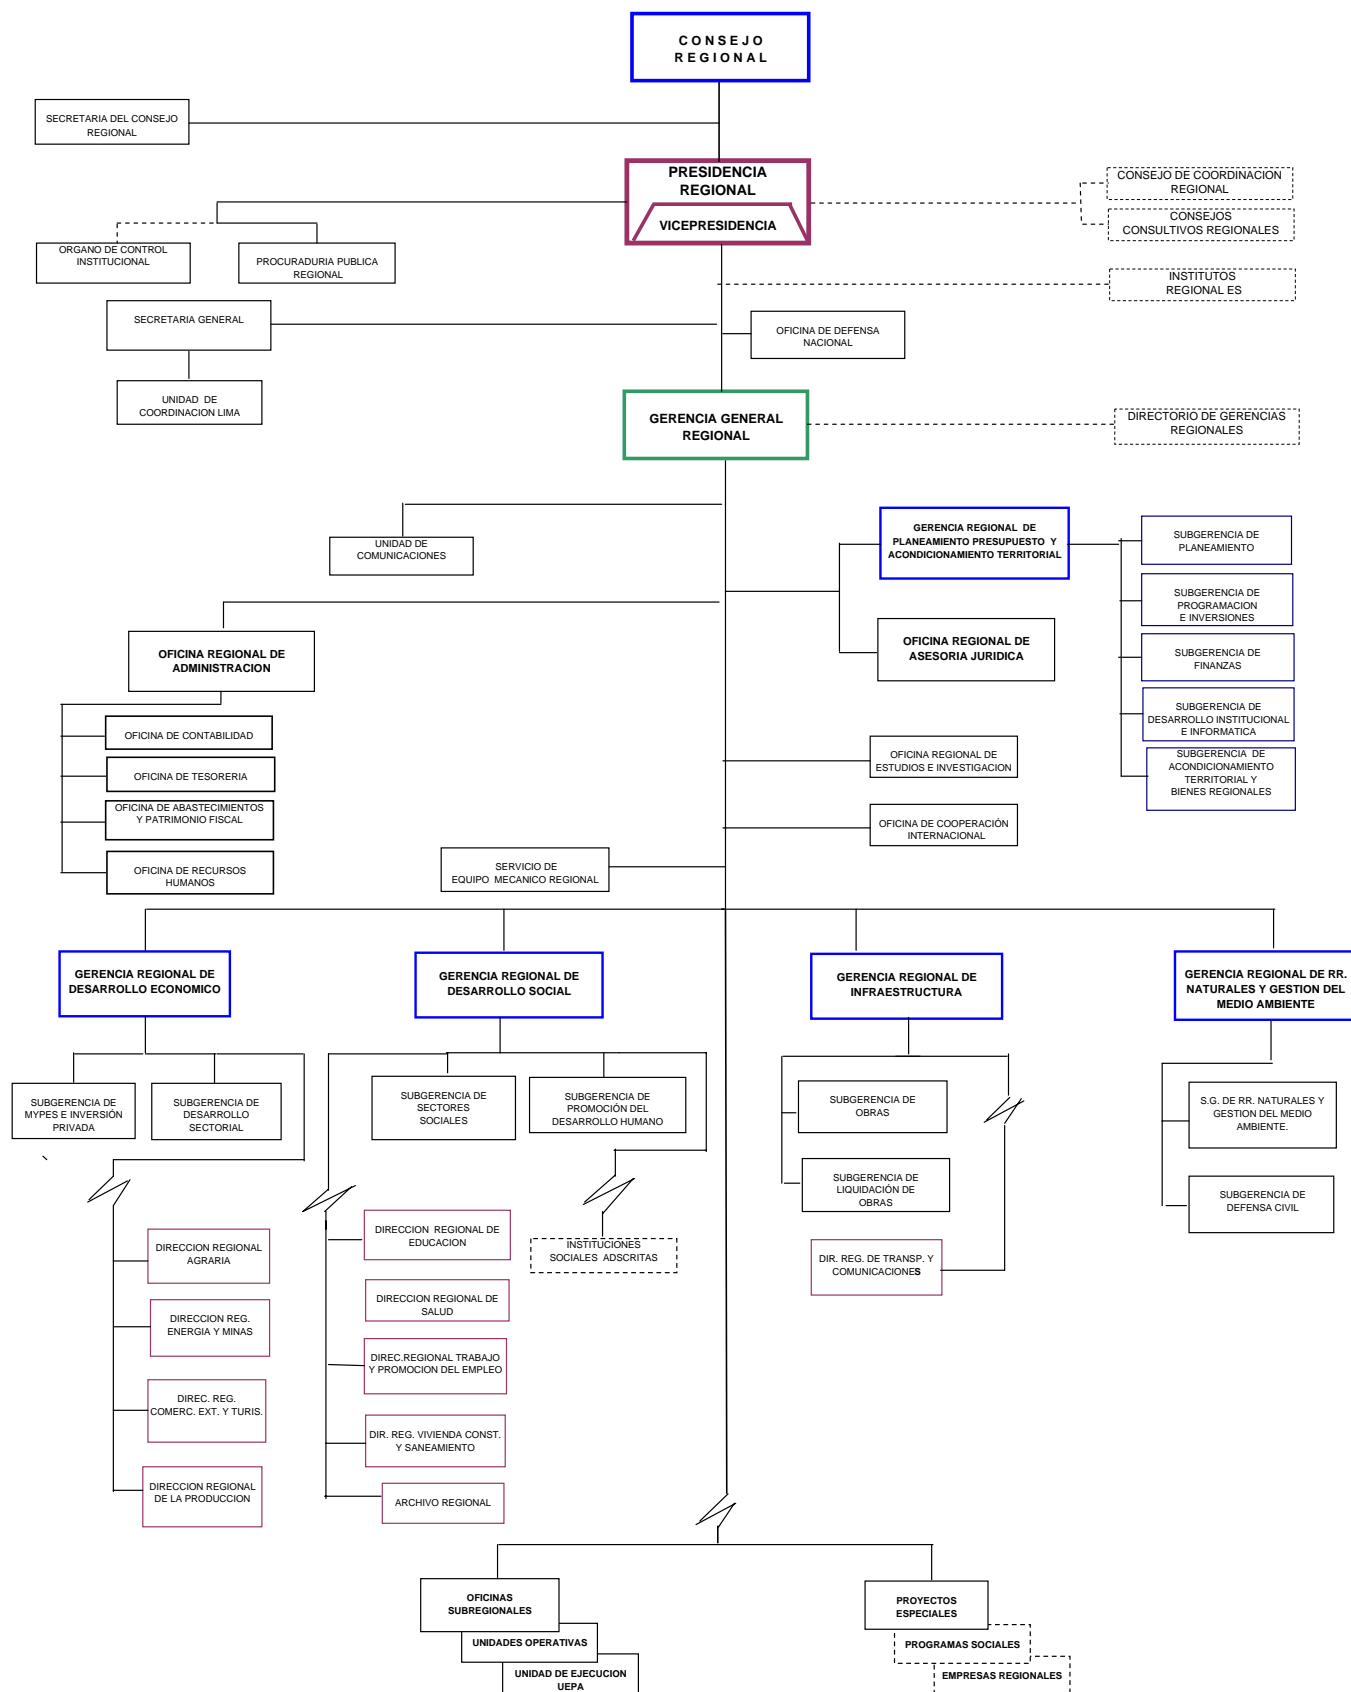 C O N S E J O
R E G I O N A L
SECRETARIA DEL CONSEJO
REGIONAL
PRESIDENCIA
REGIONAL
VICEPRESIDENCIA
CONSEJO DE COORDINACION
REGIONAL
CONSEJOS
CONSULTIVOS REGIONALES
ORGANO DE CONTROL
INSTITUCIONAL
PROCURADURIA PUBLICA
REGIONAL
INSTITUTOS
REGIONAL ES
SECRETARIA GENERAL
OFICINA DE DEFENSA
NACIONAL
UNIDAD DE
COORDINACION LIMA
GERENCIA GENERAL
REGIONAL
DIRECTORIO DE GERENCIAS
REGIONALES
UNIDAD DE
COMUNICACIONES
GERENCIA REGIONAL DE
PLANEAMIENTO PRESUPUESTO Y
ACONDICIONAMIENTO TERRITORIAL
SUBGERENCIA DE
PLANEAMIENTO
SUBGERENCIA DE
PROGRAMACION
E INVERSIONES
OFICINA REGIONAL DE
ASESORIA JURIDICA
SUBGERENCIA DE
FINANZAS
OFICINA REGIONAL DE
ADMINISTRACION
SUBGERENCIA DE
DESARROLLO INSTITUCIONAL
E INFORMATICA
OFICINA DE CONTABILIDAD
OFICINA REGIONAL DE
ESTUDIOS E INVESTIGACION
SUBGERENCIA DE
ACONDICIONAMIENTO
TERRITORIAL Y
BIENES REGIONALES
OFICINA DE TESORERIA
OFICINA DE ABASTECIMIENTOS
Y PATRIMONIO FISCAL
OFICINA DE COOPERACIÓN
INTERNACIONAL
OFICINA DE RECURSOS
HUMANOS
SERVICIO DE
EQUIPO MECANICO REGIONAL
GERENCIA REGIONAL DE
DESARROLLO ECONOMICO
GERENCIA REGIONAL DE
DESARROLLO SOCIAL
GERENCIA REGIONAL DE
INFRAESTRUCTURA
GERENCIA REGIONAL DE RR.
NATURALES Y GESTION DEL
MEDIO AMBIENTE
SUBGERENCIA DE
MYPES E INVERSIÓN
PRIVADA
SUBGERENCIA DE
DESARROLLO
SECTORIAL
SUBGERENCIA DE
SECTORES
SOCIALES
SUBGERENCIA DE
PROMOCIÓN DEL
DESARROLLO HUMANO
SUBGERENCIA DE
OBRAS
S.G. DE RR. NATURALES Y
GESTION DEL MEDIO
AMBIENTE.
SUBGERENCIA DE
LIQUIDACIÓN DE
OBRAS
SUBGERENCIA DE
DEFENSA CIVIL
DIRECCION REGIONAL
AGRARIA
DIRECCION REGIONAL DE
EDUCACION
INSTITUCIONES
SOCIALES ADSCRITAS
DIR. REG. DE TRANSP. Y
COMUNICACIONES
DIRECCION REG.
ENERGIA Y MINAS
DIRECCION REGIONAL DE
SALUD
DIREC.REGIONAL TRABAJO
Y PROMOCION DEL EMPLEO
DIREC. REG.
COMERC. EXT. Y TURIS.
DIR. REG. VIVIENDA CONST.
Y SANEAMIENTO
DIRECCION REGIONAL
DE LA PRODUCCION
ARCHIVO REGIONAL
OFICINAS
SUBREGIONALES
UNIDADES OPERATIVAS
UNIDAD DE EJECUCION
UEPA
PROYECTOS
ESPECIALES
PROGRAMAS SOCIALES
EMPRESAS REGIONALES